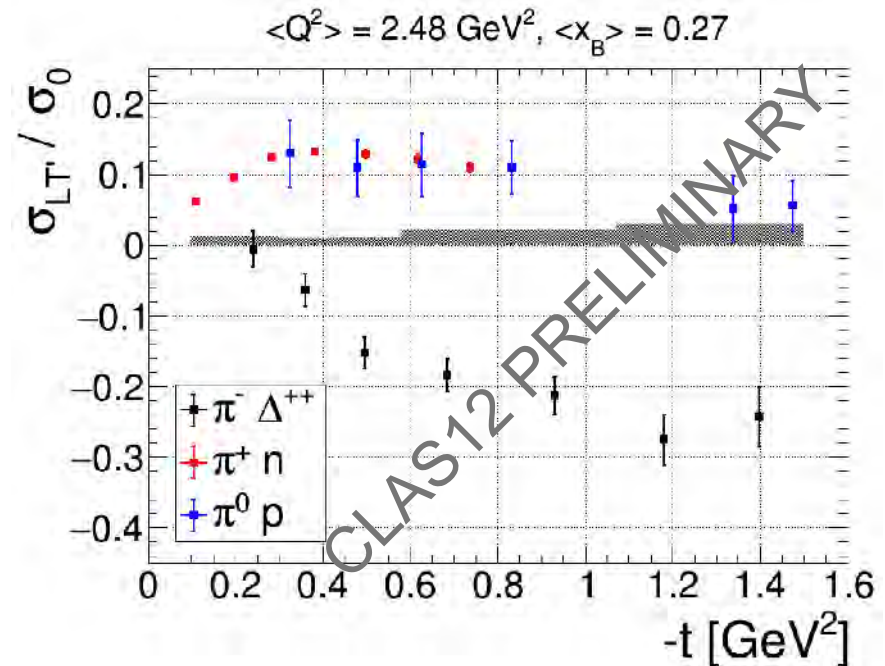 <Q²> = 2.48 GeV², <x_B> = 0.27
σ_LT' / σ_0
0.2
0.1
0
−0.1
−0.2
−0.3
−0.4
π⁻ Δ⁺⁺
π⁺ n
π⁰ p
CLAS12 PRELIMINARY
0 0.2 0.4 0.6 0.8 1 1.2 1.4 1.6
-t [GeV²]